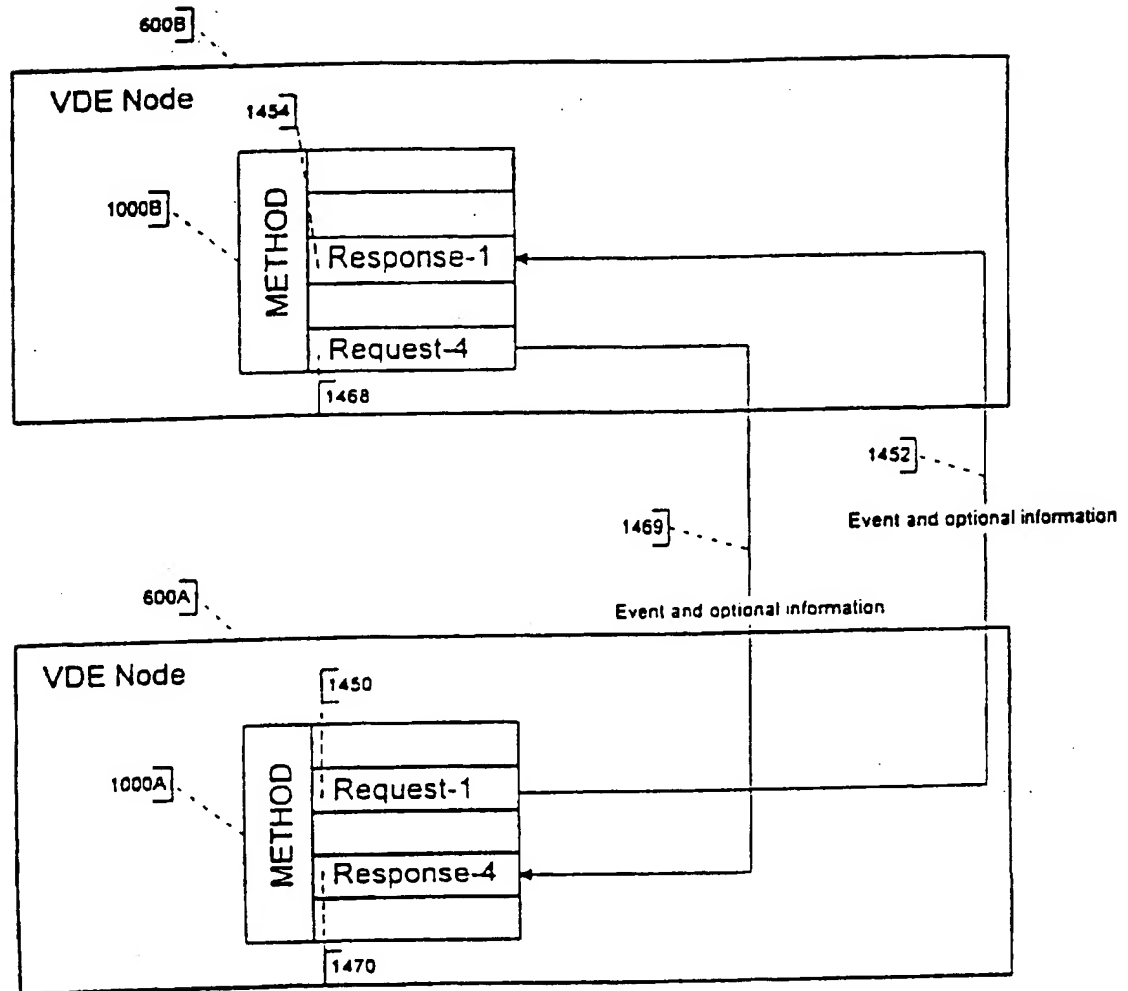 600B
VDE Node
1454
1000B
METHOD
Response-1
Request-4
1468
1452
Event and optional information
1469
600A
Event and optional information
VDE Node
1450
1000A
METHOD
Request-1
Response-4
1470